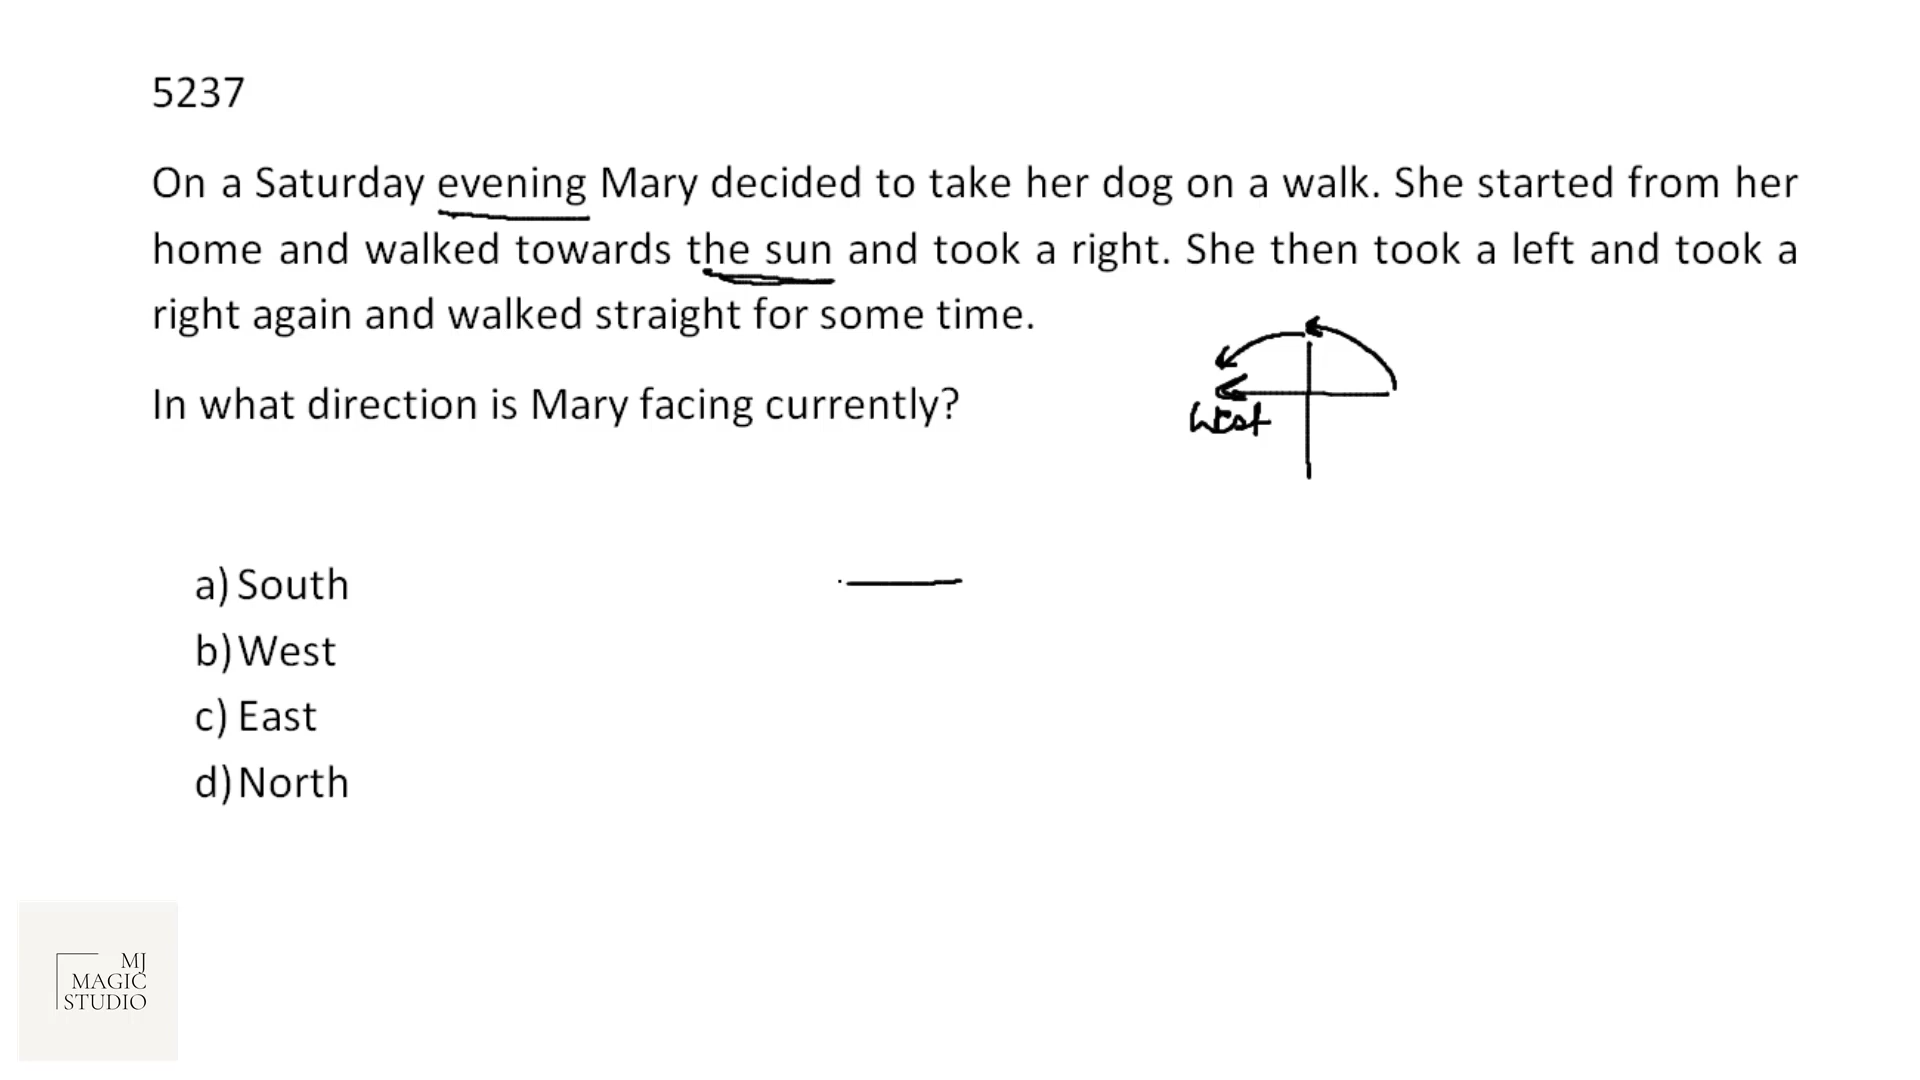 5237
On a Saturday evening Mary decided to take her dog on a walk. She started from her
home and walked towards the sun and took a right. She then took a left and took a
right again and walked straight for some time.
In what direction is Mary facing currently?
West
a) South
b) West
c) East
d) North
MJ
MAGIC
STUDIO